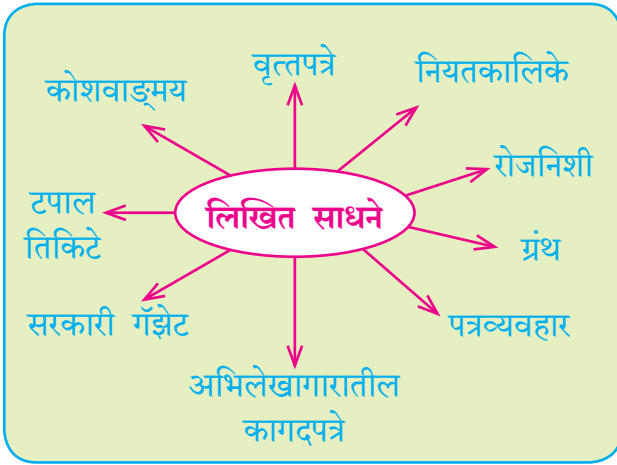 वृत्तपत्रे
नियतकालिके
कोशवाङ्‌मय
रोजनिशी
टपाल
तिकिटे
लिखित साधने
ग्रंथ
सरकारी गॅझेट
पत्रव्यवहार
अभिलेखागारातील
कागदपत्रे